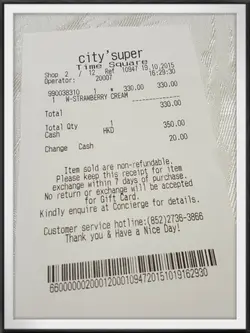 city'super
Time Square
Shop 2 / 12 Ref 10947 19.10.2015
Operator: 20007 16:29:30
990038310 1 * 330.00 330.00
1 W-STRAWBERRY CREAM
330.00
Total
Total Qty 1
Cash HKD 350.00
Change Cash 20.00
Item sold are non-refundable.
Please keep this receipt for item
exchange within 7 days of purchase.
No return or exchange will be accepted
for Gift Card.
Kindly enquire at Concierge for details.
Customer service hotline:(852)2736-3866
Thank you & Have a Nice Day!
660000002000120001094720151019162930